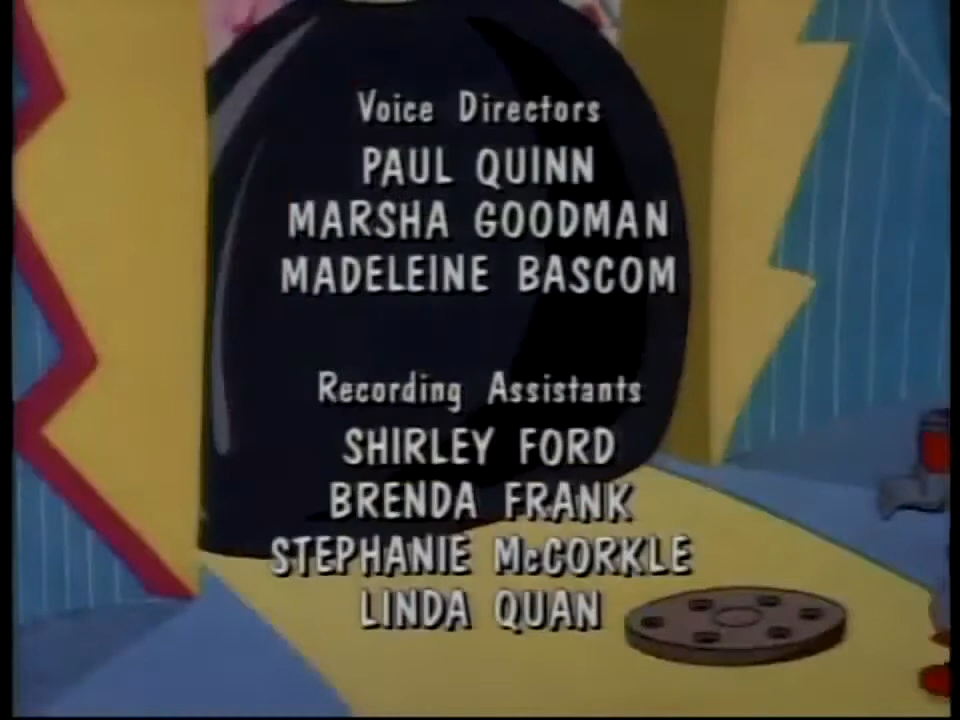 Voice Directors
PAUL QUINN
MARSHA GOODMAN
MADELEINE BASCOM
Recording Assistants
SHIRLEY FORD
BRENDA FRANK
STEPHANIE McCORKLE
LINDA QUAN